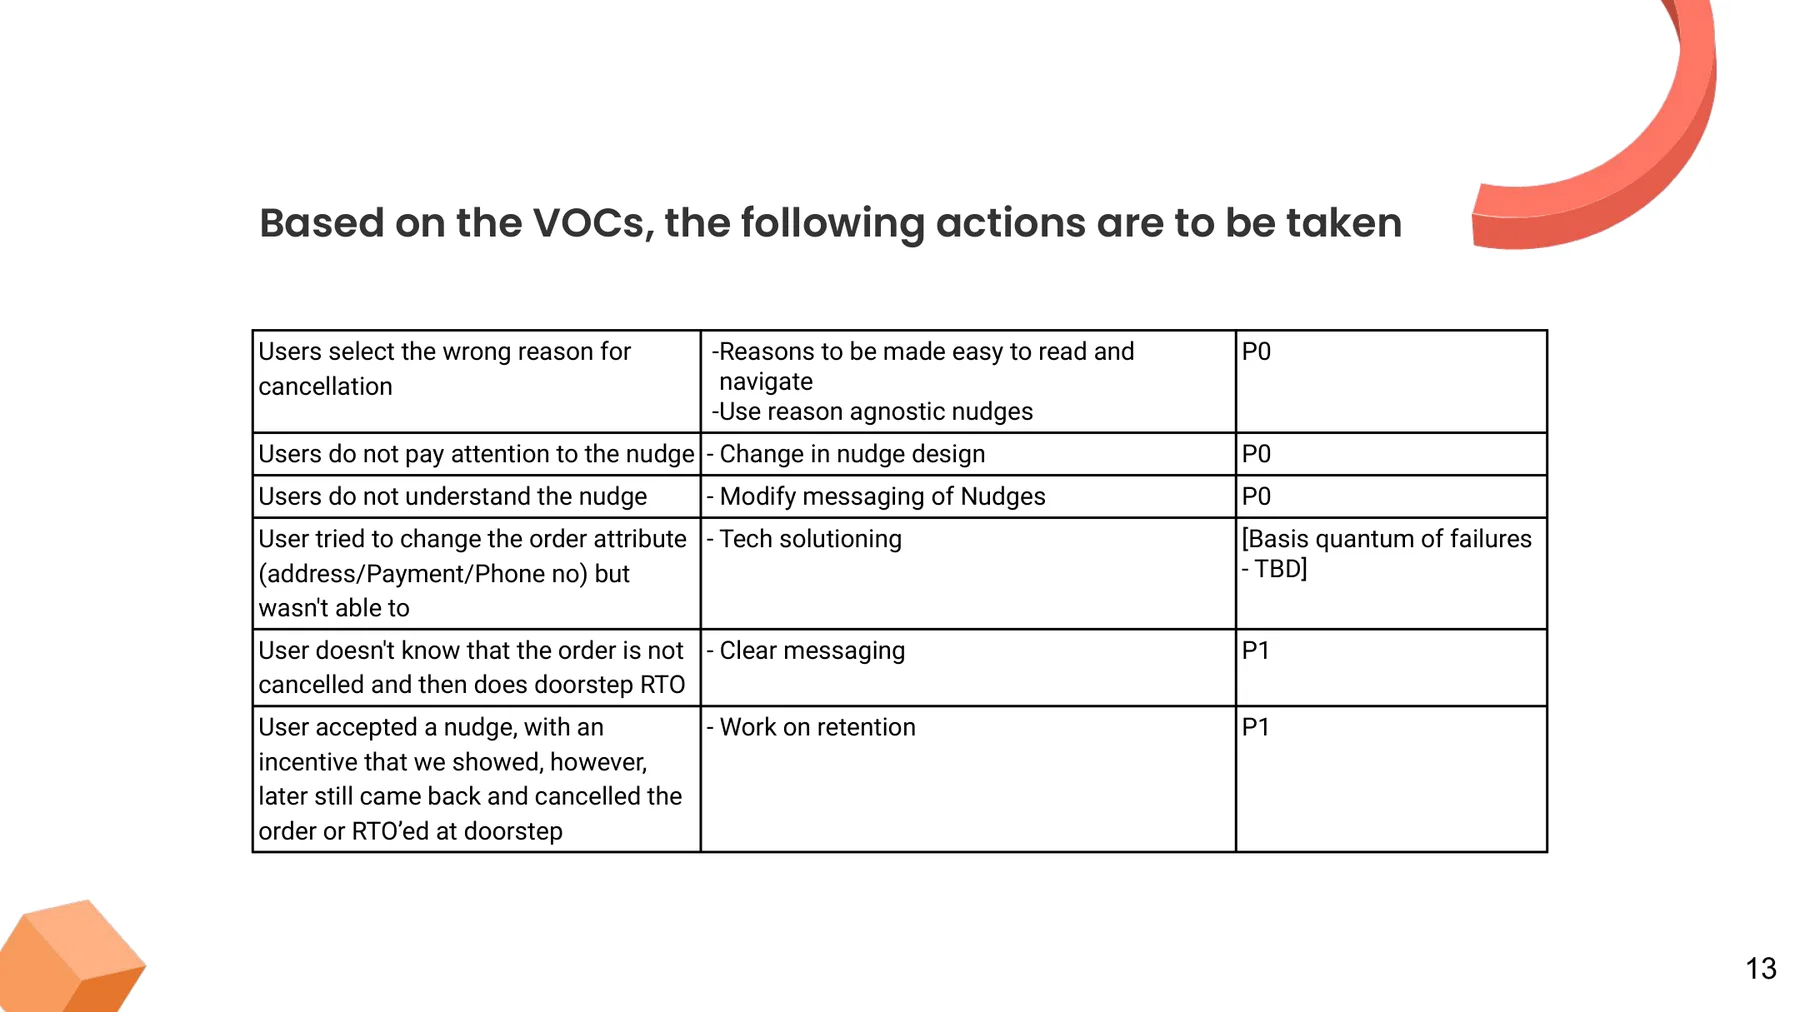 Based on the VOCs, the following actions are to be taken
Users select the wrong reason for
cancellation
-Reasons to be made easy to read and
navigate
-Use reason agnostic nudges
P0
Users do not pay attention to the nudge
- Change in nudge design
P0
Users do not understand the nudge
- Modify messaging of Nudges
P0
User tried to change the order attribute
(address/Payment/Phone no) but
wasn't able to
- Tech solutioning
[Basis quantum of failures
- TBD]
User doesn't know that the order is not
cancelled and then does doorstep RTO
- Clear messaging
P1
User accepted a nudge, with an
incentive that we showed, however,
later still came back and cancelled the
order or RTO’ed at doorstep
- Work on retention
P1
13